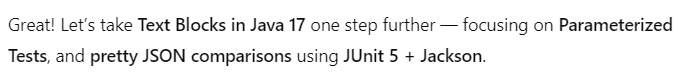 Great! Let’s take Text Blocks in Java 17 one step further — focusing on Parameterized
Tests, and pretty JSON comparisons using JUnit 5 + Jackson.